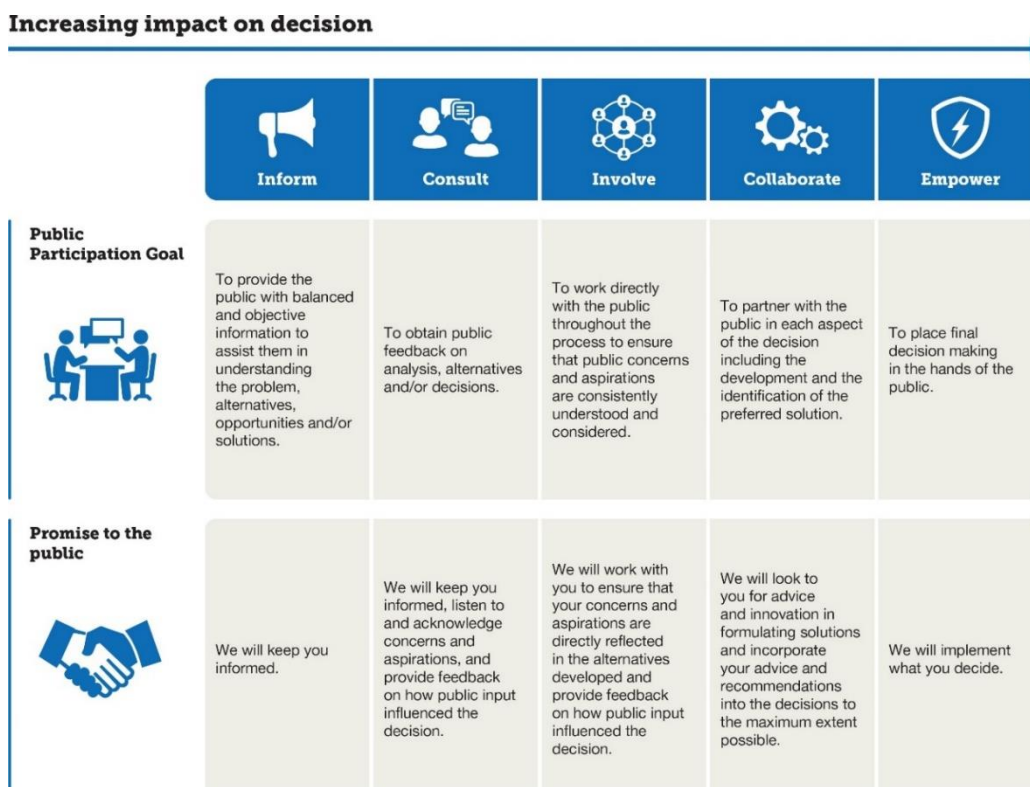 Increasing impact on decision
Inform
Consult
Involve
Collaborate
Empower
Public
Participation Goal
To provide the
public with balanced
and objective
information to
assist them in
understanding
the problem,
alternatives,
opportunities and/or
solutions.
To obtain public
feedback on
analysis, alternatives
and/or decisions.
To work directly
with the public
throughout the
process to ensure
that public concerns
and aspirations
are consistently
understood and
considered.
To partner with the
public in each aspect
of the decision
including the
development and the
identification of the
preferred solution.
To place final
decision making
in the hands of the
public.
Promise to the
public
We will keep you
informed.
We will keep you
informed, listen to
and acknowledge
concerns and
aspirations, and
provide feedback
on how public input
influenced the
decision.
We will work with
you to ensure that
your concerns and
aspirations are
directly reflected
in the alternatives
developed and
provide feedback
on how public input
influenced the
decision.
We will look to
you for advice
and innovation in
formulating solutions
and incorporate
your advice and
recommendations
into the decisions to
the maximum extent
possible.
We will implement
what you decide.